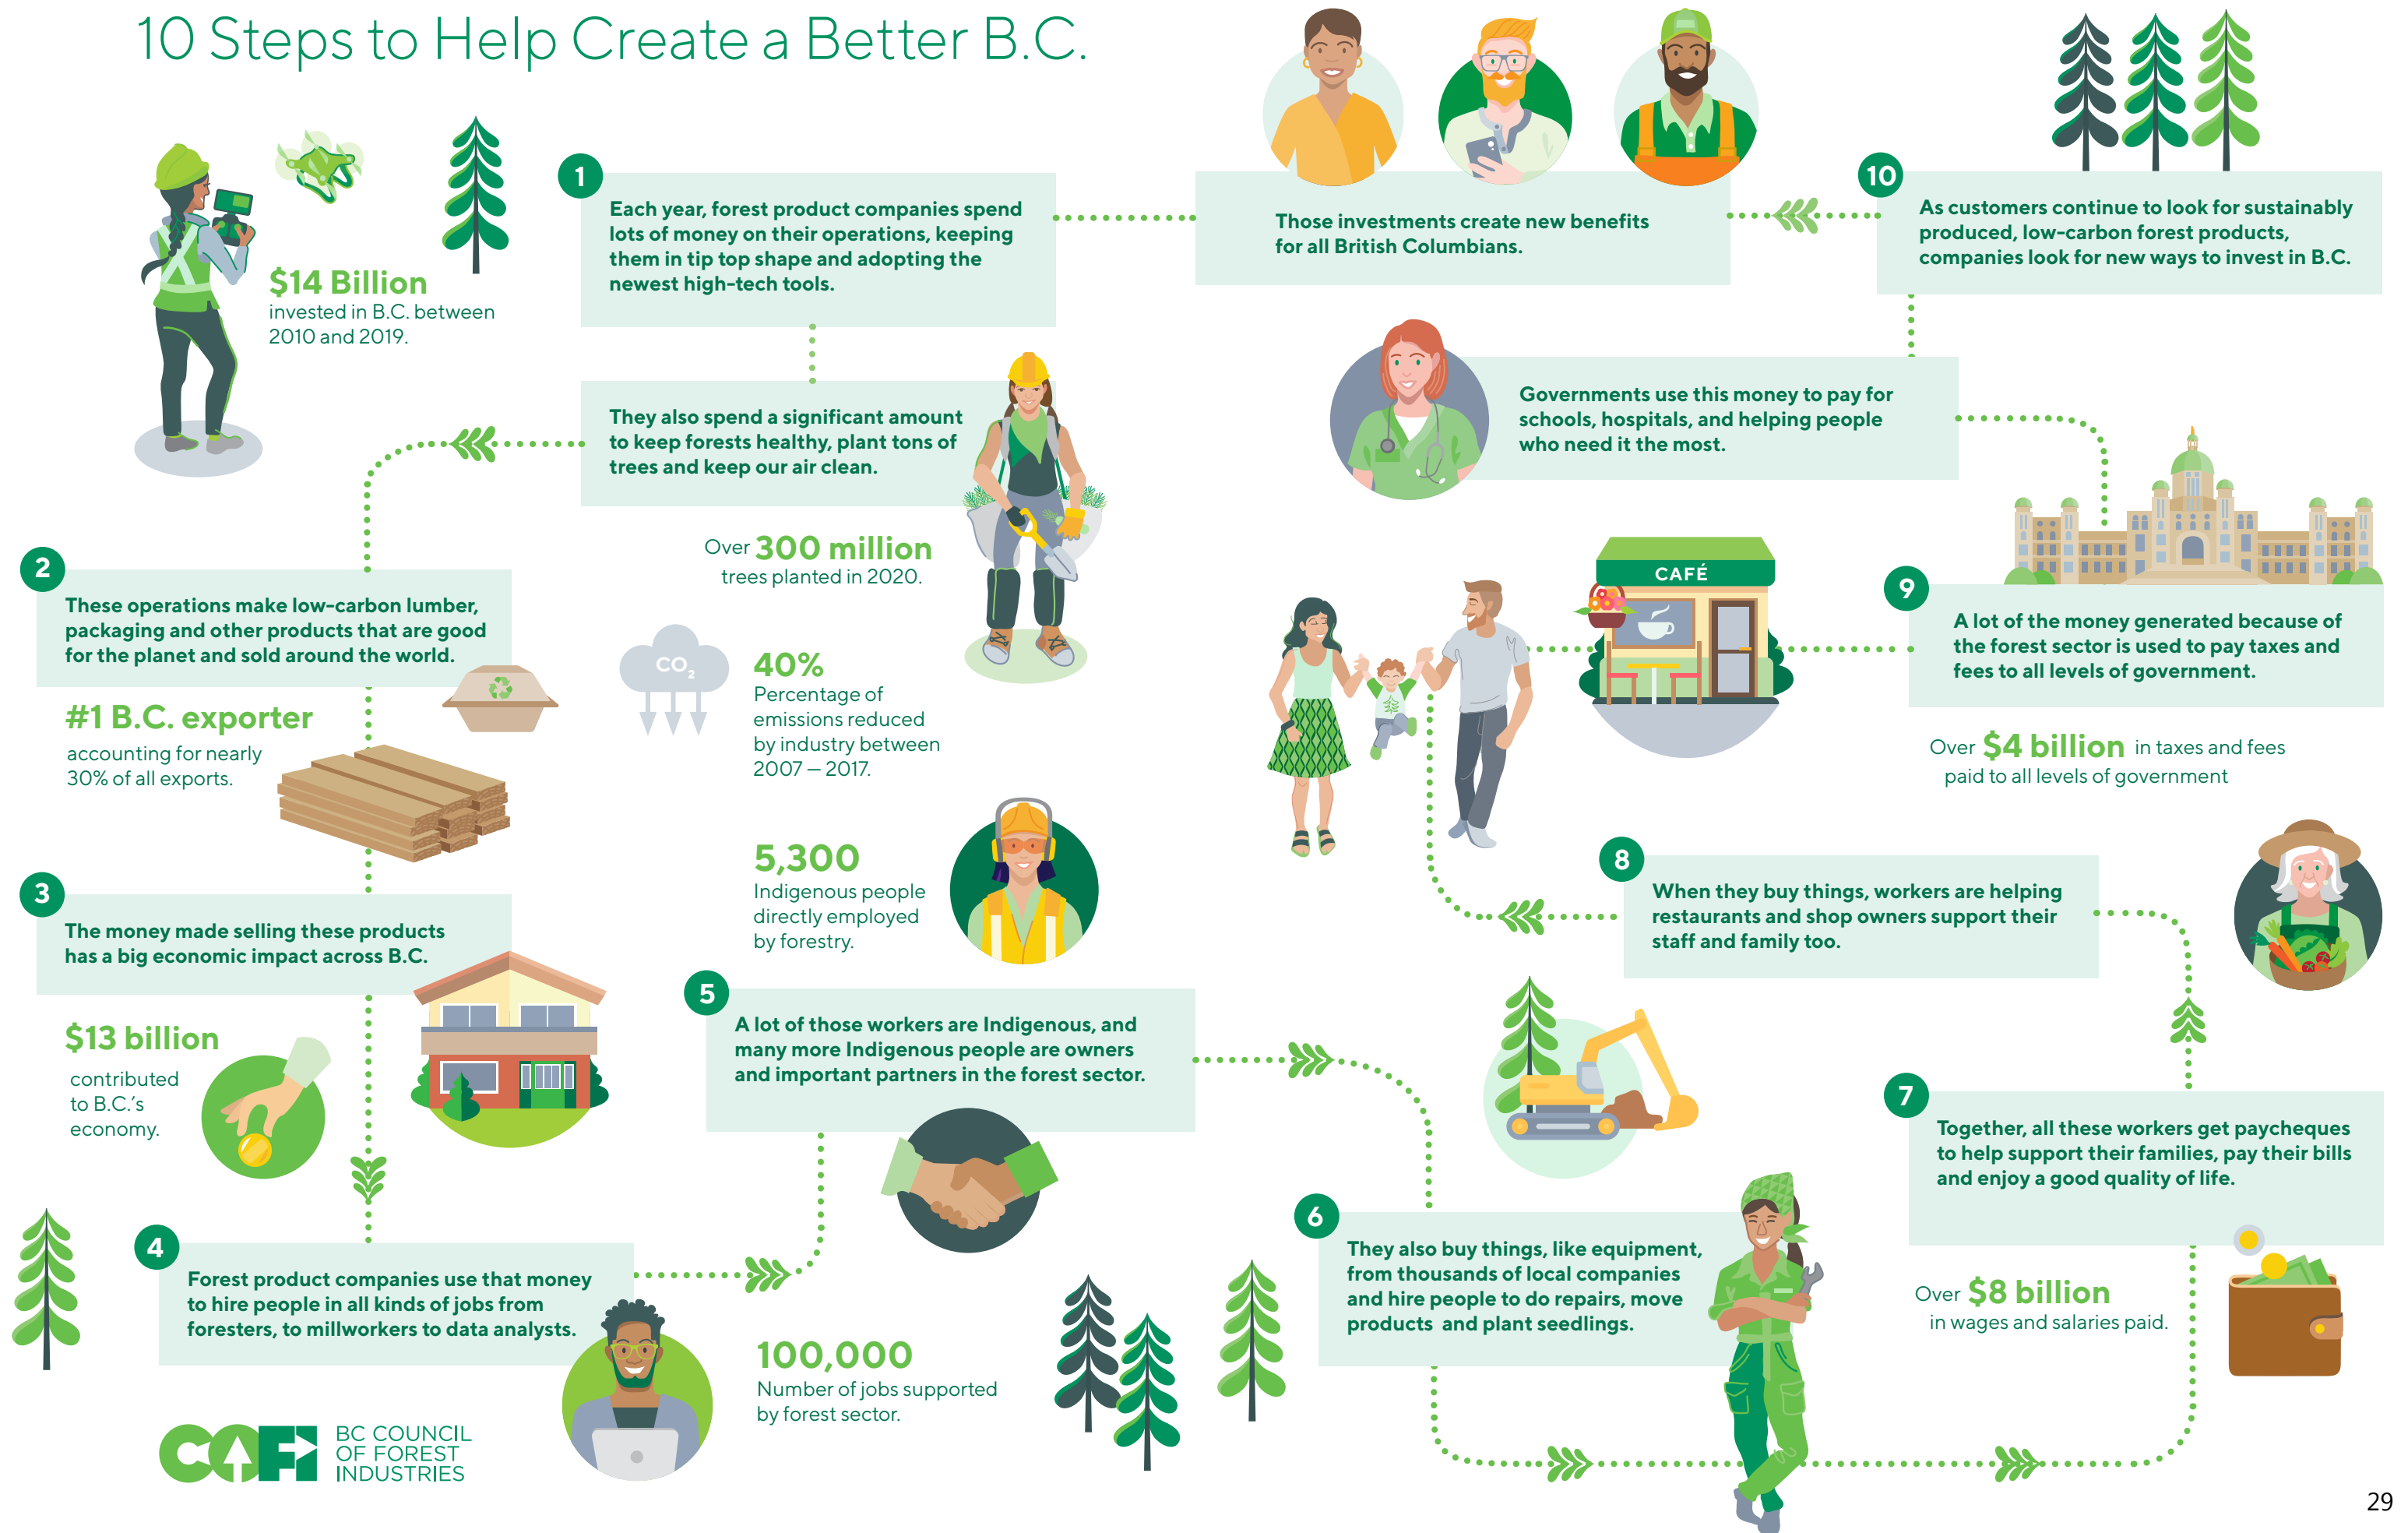 10 Steps to Help Create a Better B.C.
1
Each year, forest product companies spend
lots of money on their operations, keeping
them in tip top shape and adopting the
newest high-tech tools.
$14 Billion
invested in B.C. between
2010 and 2019.
They also spend a significant amount
to keep forests healthy, plant tons of
trees and keep our air clean.
Over 300 million
trees planted in 2020.
CO2
40%
Percentage of
emissions reduced
by industry between
2007 – 2017.
2
These operations make low-carbon lumber,
packaging and other products that are good
for the planet and sold around the world.
#1 B.C. exporter
accounting for nearly
30% of all exports.
3
The money made selling these products
has a big economic impact across B.C.
$13 billion
contributed
to B.C.'s
economy.
4
Forest product companies use that money
to hire people in all kinds of jobs from
foresters, to millworkers to data analysts.
100,000
Number of jobs supported
by forest sector.
5,300
Indigenous people
directly employed
by forestry.
5
A lot of those workers are Indigenous, and
many more Indigenous people are owners
and important partners in the forest sector.
6
They also buy things, like equipment,
from thousands of local companies
and hire people to do repairs, move
products and plant seedlings.
7
Together, all these workers get paycheques
to help support their families, pay their bills
and enjoy a good quality of life.
Over $8 billion
in wages and salaries paid.
8
When they buy things, workers are helping
restaurants and shop owners support their
staff and family too.
CAFÉ
9
A lot of the money generated because of
the forest sector is used to pay taxes and
fees to all levels of government.
Over $4 billion in taxes and fees
paid to all levels of government
Governments use this money to pay for
schools, hospitals, and helping people
who need it the most.
10
As customers continue to look for sustainably
produced, low-carbon forest products,
companies look for new ways to invest in B.C.
Those investments create new benefits
for all British Columbians.
COFI
BC COUNCIL
OF FOREST
INDUSTRIES
29